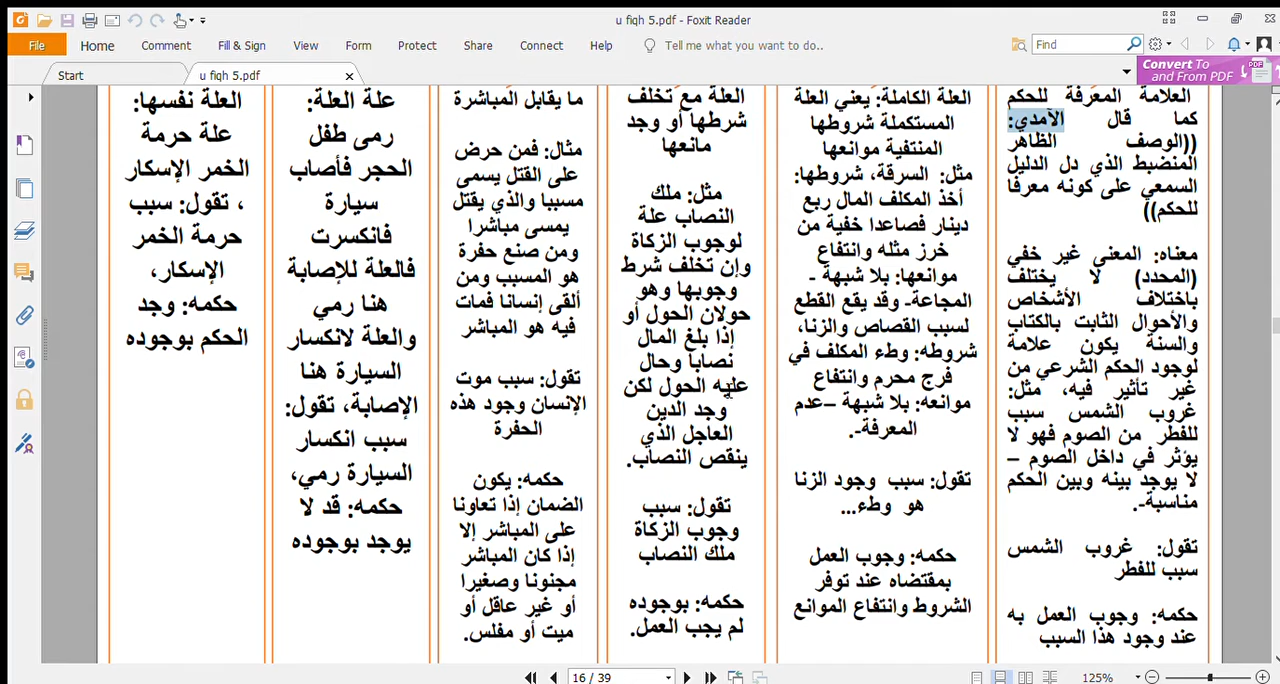 u fiqh 5.pdf - Foxit Reader
File Home Comment Fill & Sign View Form Protect Share Connect Help Tell me what you want to do.. Find
Start u fiqh 5.pdf
Convert To
and From PDF
PDF
العلامة المعرفة للحكم
كما قال الآمدي:
((الوصف الظاهر
المنضبط الذي دل الدليل
السمعي على كونه معرفا
للحكم))
معناه: المعني غير خفي
(المحدد) لا يختلف
باختلاف الأشخاص
والأحوال الثابت بالكتاب
والسنة يكون علامة
لوجود الحكم الشرعي من
غير تأثير فيه، مثل:
غروب الشمس سبب
للفطر من الصوم فهو لا
يؤثر في داخل الصوم –
لا يوجد بينه وبين الحكم
مناسبة-.
تقول: غروب الشمس
سبب للفطر
حكمه: وجوب العمل به
عند وجود هذا السبب
العلة الكاملة: يعني العلة
المستكملة شروطها
المنتفية موانعها
مثل: السرقة، شروطها:
أخذ المكلف المال ربع
دينار فصاعدا خفية من
خرز مثله وانتفاع
موانعها: بلا شبهة -
المجاعة- وقد يقع القطع
لسبب القصاص والزنا،
شروطه: وطء المكلف في
فرج محرم وانتفاع
موانعه: بلا شبهة –عدم
المعرفة-.
تقول: سبب وجود الزنا
هو وطء...
حكمه: وجوب العمل
بمقتضاه عند توفر
الشروط وانتفاع الموانع
العلة مع تخلف
شرطها أو وجد
مانعها
مثل: ملك
النصاب علة
لوجوب الزكاة
وإن تخلف شرط
وجوبها وهو
حولان الحول أو
إذا بلغ المال
نصابا وحال
عليه الحول لكن
وجد الدين
العاجل الذي
ينقص النصاب.
تقول: سبب
وجوب الزكاة
ملك النصاب
حكمه: بوجوده
لم يجب العمل.
ما يقابل المباشرة
مثال: فمن حرض
على القتل يسمى
مسببا والذي يقتل
يمسى مباشرا
ومن صنع حفرة
هو المسبب ومن
ألقى إنسانا فمات
فيه هو المباشر
تقول: سبب موت
الإنسان وجود هذه
الحفرة
حكمه: يكون
الضمان إذا تعاونا
على المباشر إلا
إذا كان المباشر
مجنونا وصغيرا
أو غير عاقل أو
ميت أو مفلس.
علة العلة:
رمى طفل
الحجر فأصاب
سيارة
فانكسرت
فالعلة للإصابة
هنا رمي
والعلة لانكسار
السيارة هنا
الإصابة، تقول:
سبب انكسار
السيارة رمي،
حكمه: قد لا
يوجد بوجوده
العلة نفسها:
علة حرمة
الخمر الإسكار
، تقول: سبب
حرمة الخمر
الإسكار،
حكمه: وجد
الحكم بوجوده
16 / 39 125%